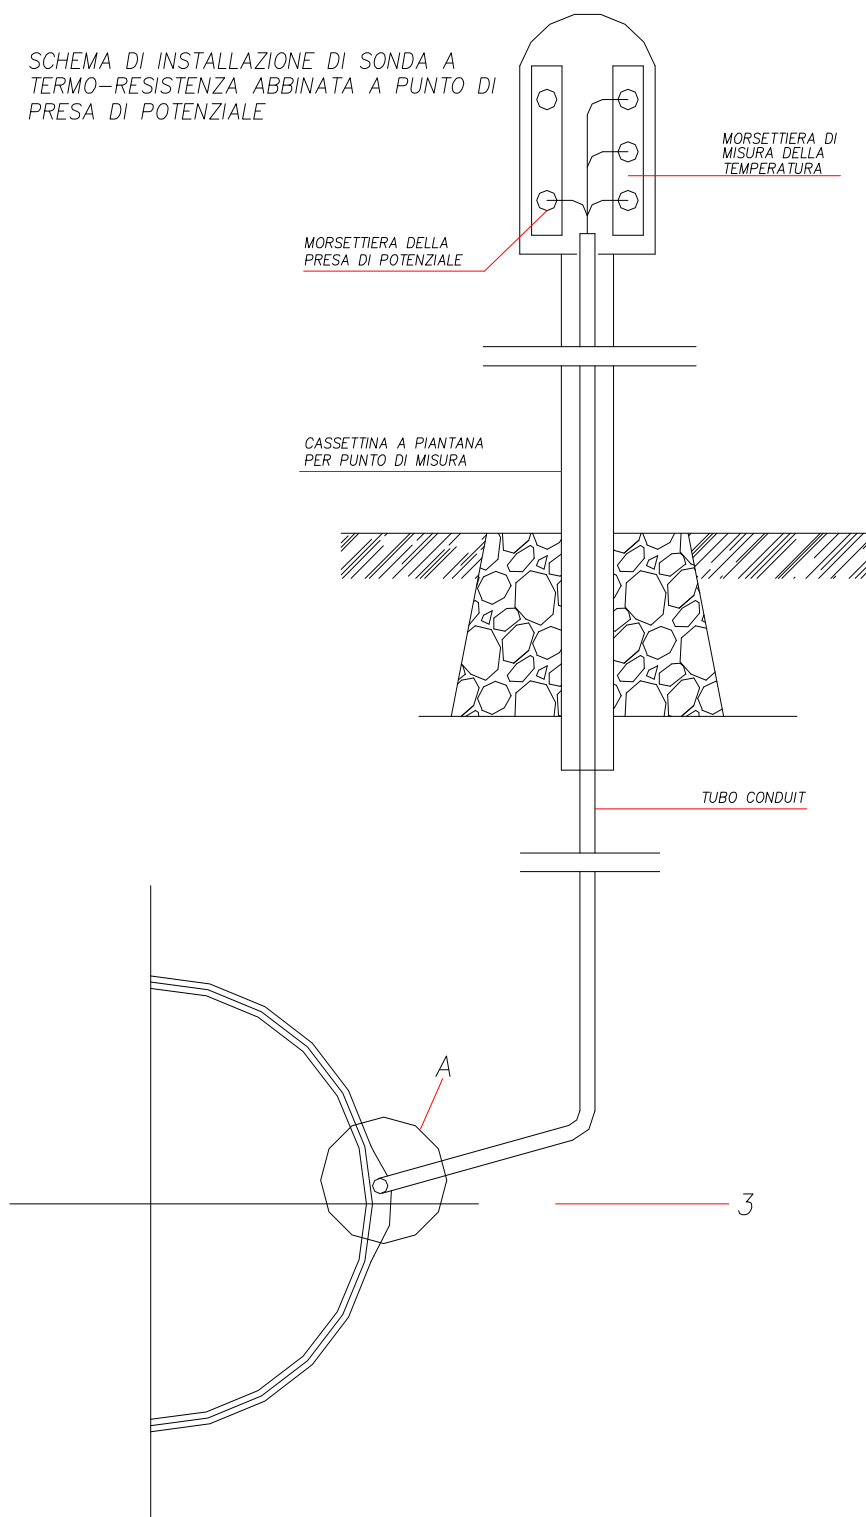 SCHEMA DI INSTALLAZIONE DI SONDA A
TERMO-RESISTENZA ABBINATA A PUNTO DI
PRESA DI POTENZIALE
MORSETTIERA DI
MISURA DELLA
TEMPERATURA
MORSETTIERA DELLA
PRESA DI POTENZIALE
CASSETTINA A PIANTANA
PER PUNTO DI MISURA
TUBO CONDUIT
A
3